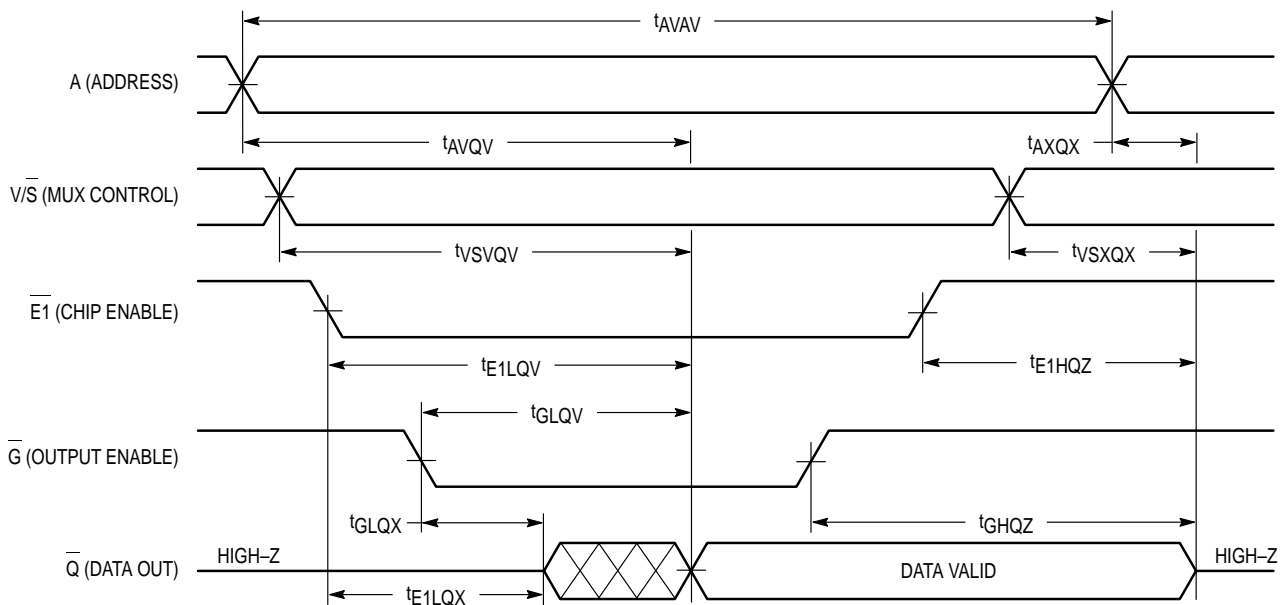 tAVAV
A (ADDRESS)
tAVQV
tAXQX
V/S̅ (MUX CONTROL)
tVSVQV
tVSXQX
E̅1̅ (CHIP ENABLE)
tE1LQV
tE1HQZ
tGLQV
G̅ (OUTPUT ENABLE)
tGLQX
tGHQZ
Q̅ (DATA OUT)
HIGH–Z
DATA VALID
HIGH–Z
tE1LQX